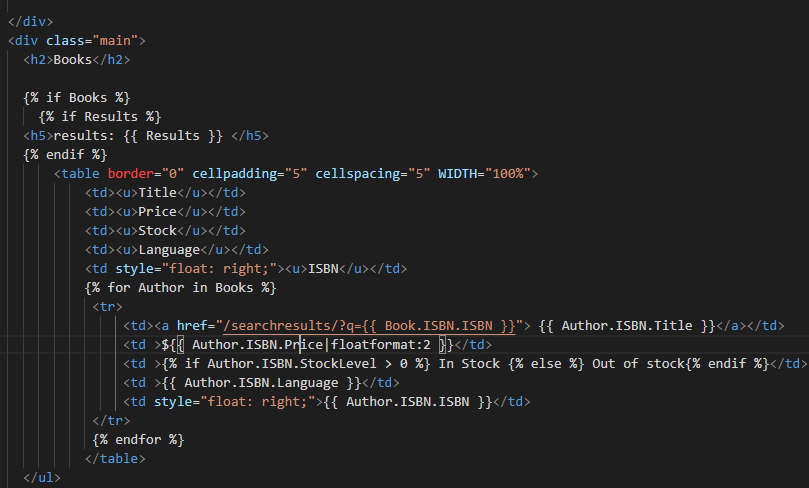 </div>
<div class="main">
<h2>Books</h2>
{% if Books %}
{% if Results %}
<h5>results: {{ Results }} </h5>
{% endif %}
<table border="0" cellpadding="5" cellspacing="5" WIDTH="100%">
<td><u>Title</u></td>
<td><u>Price</u></td>
<td><u>Stock</u></td>
<td><u>Language</u></td>
<td style="float: right;"><u>ISBN</u></td>
{% for Author in Books %}
<tr>
<td><a href="/searchresults/?q={{ Book.ISBN.ISBN }}"> {{ Author.ISBN.Title }}</a></td>
<td >${{ Author.ISBN.Price|floatformat:2 }}</td>
<td >{% if Author.ISBN.StockLevel > 0 %} In Stock {% else %} Out of stock{% endif %}</td>
<td >{{ Author.ISBN.Language }}</td>
<td style="float: right;">{{ Author.ISBN.ISBN }}</td>
</tr>
{% endfor %}
</table>
</ul>